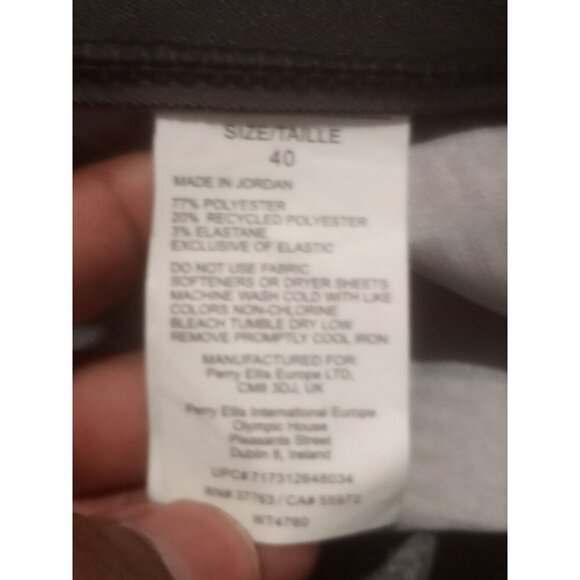 SIZE/TAILLE
40
MADE IN JORDAN
77% POLYESTER
20% RECYCLED POLYESTER
3% ELASTANE
EXCLUSIVE OF ELASTIC
DO NOT USE FABRIC
SOFTENERS OR DRYER SHEETS
MACHINE WASH COLD WITH LIKE
COLORS NON-CHLORINE
BLEACH TUMBLE DRY LOW
REMOVE PROMPTLY COOL IRON
MANUFACTURED FOR:
Perry Ellis Europe LTD,
CM8 3DJ, UK
Perry Ellis International Europe
Olympic House
Pleasants Street
Dublin 8, Ireland
UPC# 717312648034
RN# 37763 / CA# 55972
WT4760